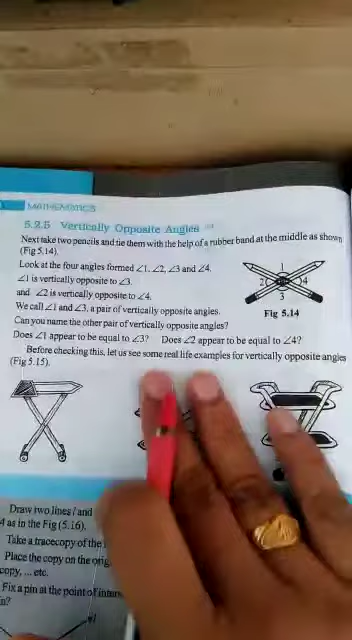 MATHEMATICS
5.2.5 Vertically Opposite Angles
Next take two pencils and tie them with the help of a rubber band at the middle as shown
(Fig 5.14).
Look at the four angles formed ∠1, ∠2, ∠3 and ∠4.
∠1 is vertically opposite to ∠3.
and ∠2 is vertically opposite to ∠4.
We call ∠1 and ∠3, a pair of vertically opposite angles.
Can you name the other pair of vertically opposite angles?
Does ∠1 appear to be equal to ∠3? Does ∠2 appear to be equal to ∠4?
Before checking this, let us see some real life examples for vertically opposite angles
(Fig 5.15).
1
2
4
3
Fig 5.14
Draw two lines l and
as in the Fig (5.16).
Take a tracecopy of the
Place the copy on the
copy, ... etc.
Fix a pin at the point of
l